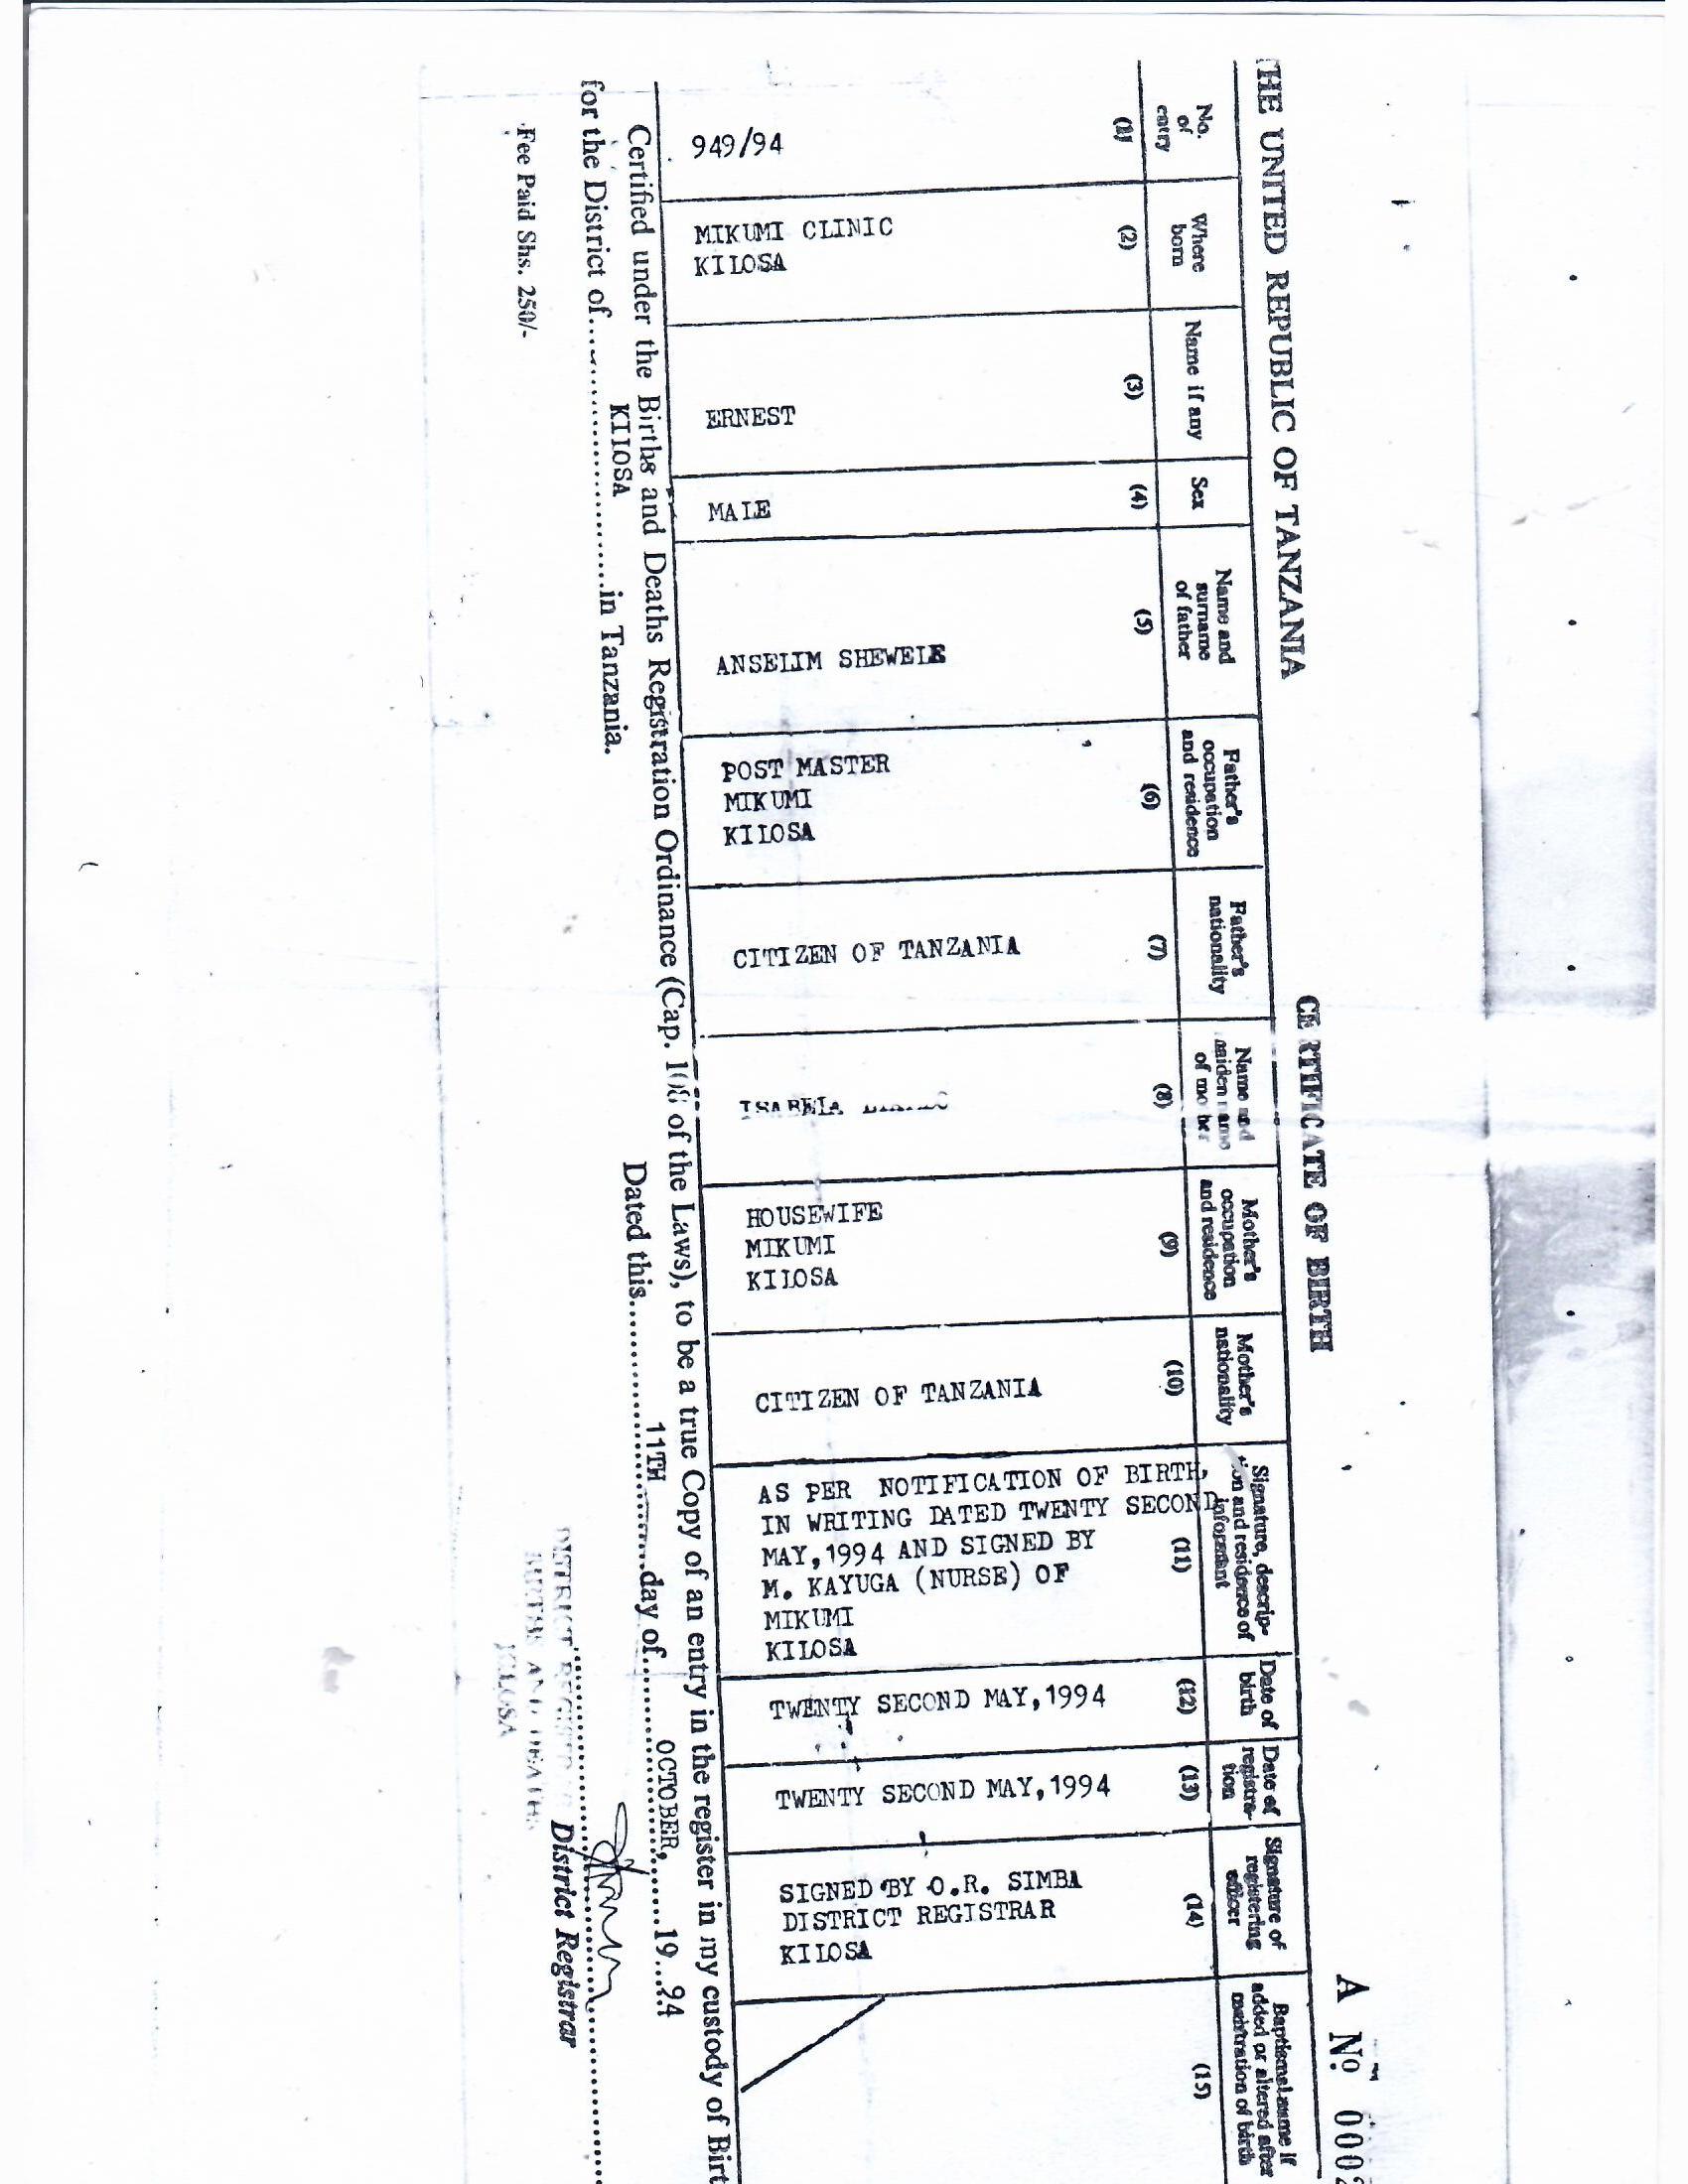 THE UNITED REPUBLIC OF TANZANIA
CERTIFICATE OF BIRTH
A No 000
No.
of
entry
(1)
949/94
Where
born
(2)
MIKUMI CLINIC
KILOSA
Name if any
(3)
ERNEST
Sex
(4)
MALE
Name and
surname
of father
(5)
ANSELIM SHEWELE
Father's
occupation
and residence
(6)
POST MASTER
MIKUMI
KILOSA
Father's
nationality
(7)
CITIZEN OF TANZANIA
Name and
maiden name
of mother
(8)
ISABELA
Mother's
occupation
and residence
(9)
HOUSEWIFE
MIKUMI
KILOSA
Mother's
nationality
(10)
CITIZEN OF TANZANIA
Signature, descrip-
tion and residence of
informant
(11)
AS PER NOTIFICATION OF BIRTH,
IN WRITING DATED TWENTY SECOND
MAY,1994 AND SIGNED BY
M. KAYUGA (NURSE) OF
MIKUMI
KILOSA
Date of
birth
(12)
TWENTY SECOND MAY,1994
Date of
registra-
tion
(13)
TWENTY SECOND MAY,1994
Signature of
registering
officer
(14)
SIGNED BY O.R. SIMBA
DISTRICT REGISTRAR
KILOSA
Baptismal name if
added or altered after
registration of birth
(15)
Certified under the Births and Deaths Registration Ordinance (Cap. 108 of the Laws), to be a true Copy of an entry in the register in my custody of Birt
for the District of KILOSA in Tanzania.
Dated this 11TH day of OCTOBER, 19 94
Fee Paid Shs. 250/-
District Registrar
DISTRICT REGISTRAR
BIRTHS AND DEATHS
KILOSA